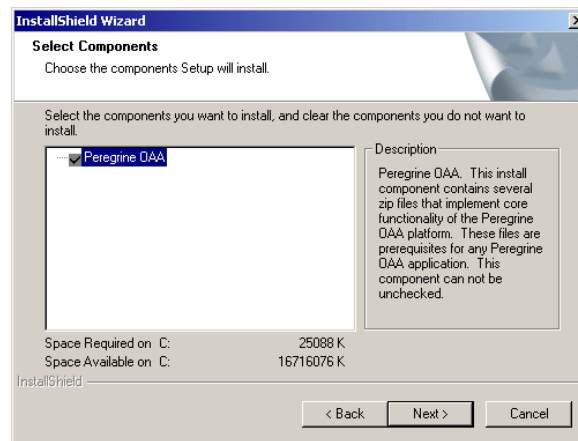 InstallShield Wizard
Select Components
Choose the components Setup will install.
Select the components you want to install, and clear the components you do not want to
install.
Peregrine OAA
Description
Peregrine OAA. This install
component contains several
zip files that implement core
functionality of the Peregrine
OAA platform. These files are
prerequisites for any Peregrine
OAA application. This
component can not be
unchecked.
Space Required on C: 25088 K
Space Available on C: 16716076 K
InstallShield
< Back Next > Cancel